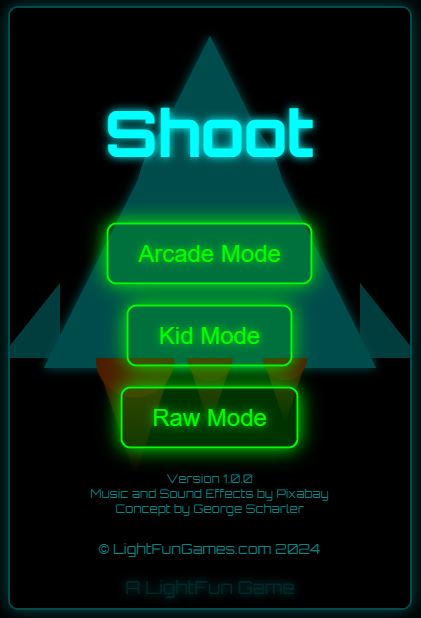 Shoot
Arcade Mode
Kid Mode
Raw Mode
Version 1.0.0
Music and Sound Effects by Pixabay
Concept by George Scharler
© LightFunGames.com 2024
A LightFun Game